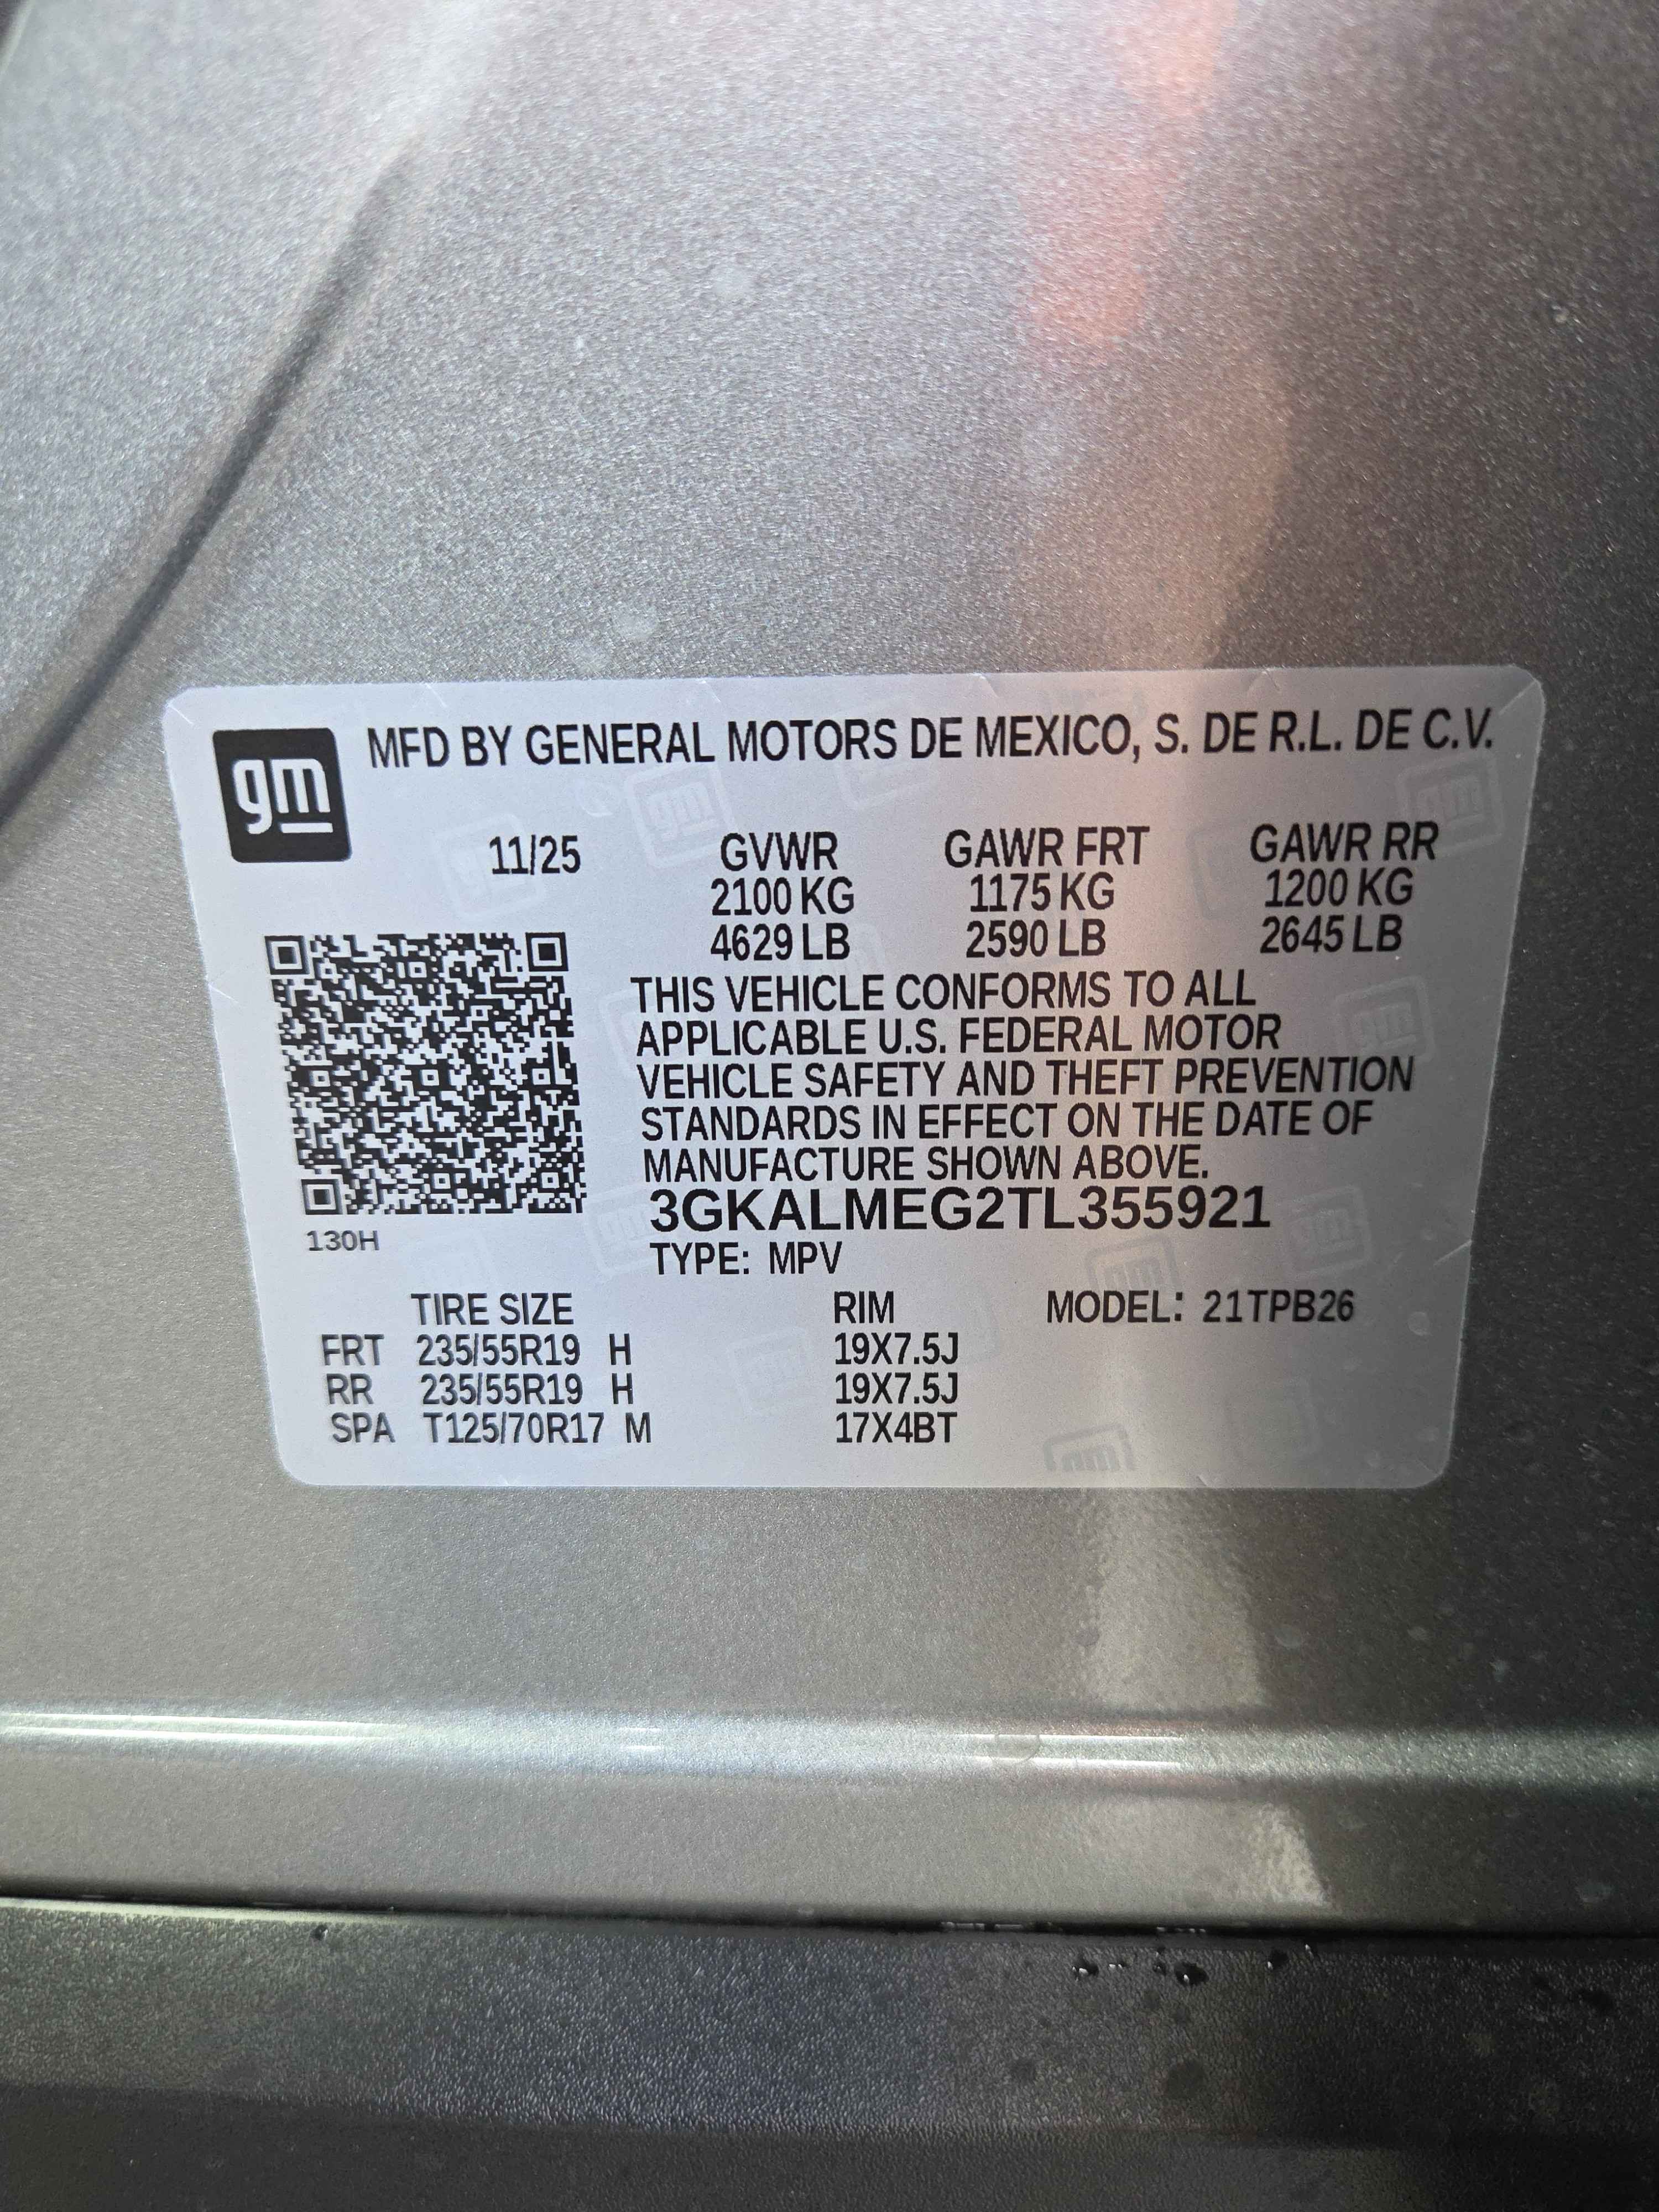 gm
MFD BY GENERAL MOTORS DE MEXICO, S. DE R.L. DE C.V.
11/25 GVWR GAWR FRT GAWR RR
2100 KG 1175 KG 1200 KG
4629 LB 2590 LB 2645 LB
THIS VEHICLE CONFORMS TO ALL
APPLICABLE U.S. FEDERAL MOTOR
VEHICLE SAFETY AND THEFT PREVENTION
STANDARDS IN EFFECT ON THE DATE OF
MANUFACTURE SHOWN ABOVE.
3GKALMEG2TL355921
130H
TYPE: MPV
TIRE SIZE RIM MODEL: 21TPB26
FRT 235/55R19 H 19X7.5J
RR 235/55R19 H 19X7.5J
SPA T125/70R17 M 17X4BT